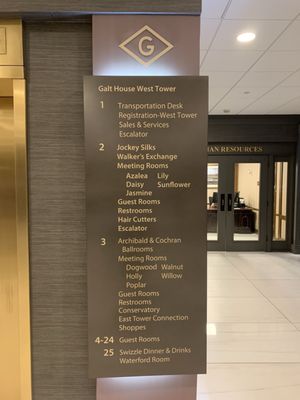 G
Galt House West Tower
1 Transportation Desk
Registration-West Tower
Sales & Services
Escalator
2 Jockey Silks
Walker's Exchange
Meeting Rooms
Azalea Lily
Daisy Sunflower
Jasmine
Guest Rooms
Restrooms
Hair Cutters
Escalator
3 Archibald & Cochran
Ballrooms
Meeting Rooms
Dogwood Walnut
Holly Willow
Poplar
Guest Rooms
Restrooms
Conservatory
East Tower Connection
Shoppes
4-24 Guest Rooms
25 Swizzle Dinner & Drinks
Waterford Room
RESOURCES